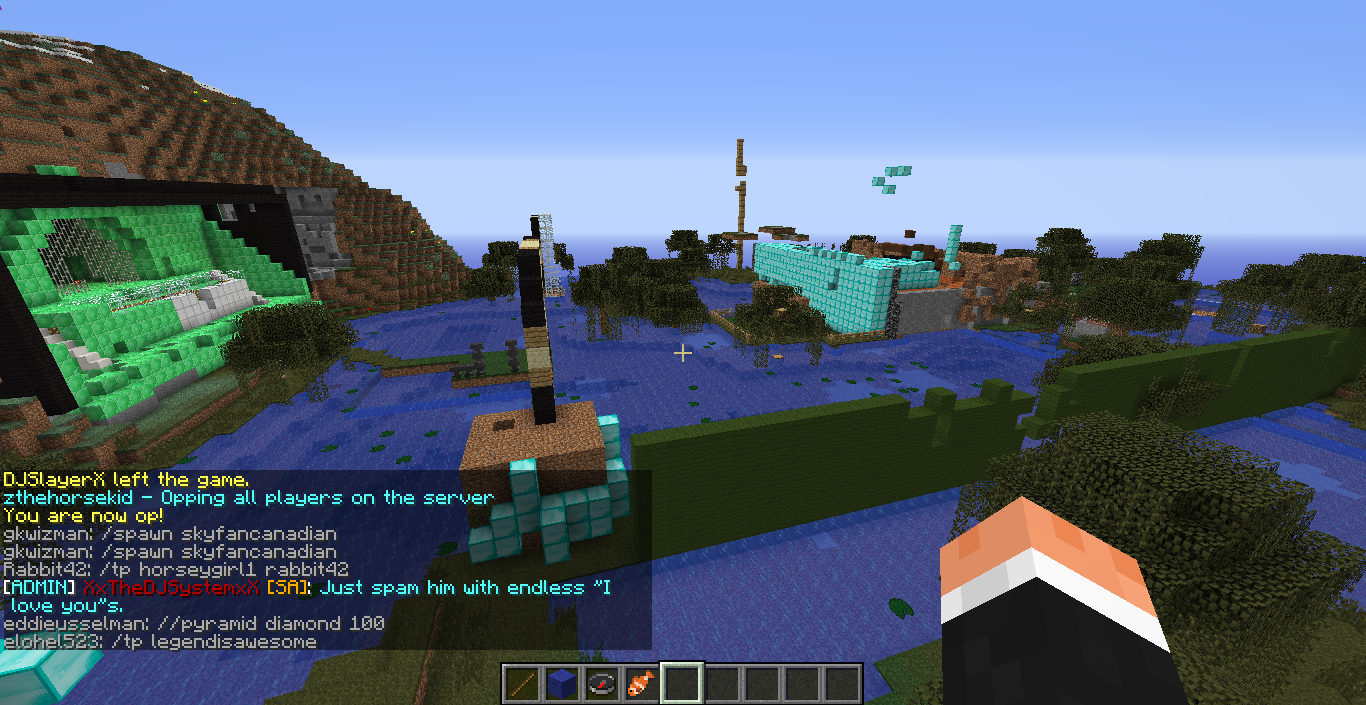 DJSlayerX left the game.
zthehorsekid - Opping all players on the server
You are now op!
gkwizman: /spawn skyfancanadian
gkwizman: /spawn skyfancanadian
Rabbit42: /tp horseygirl1 rabbit42
[ADMIN] XxTheDJSystemxX [SA]: Just spam him with endless "I
love you"s.
eddieusselman: //pyramid diamond 100
elphel523: /tp legendisawesome